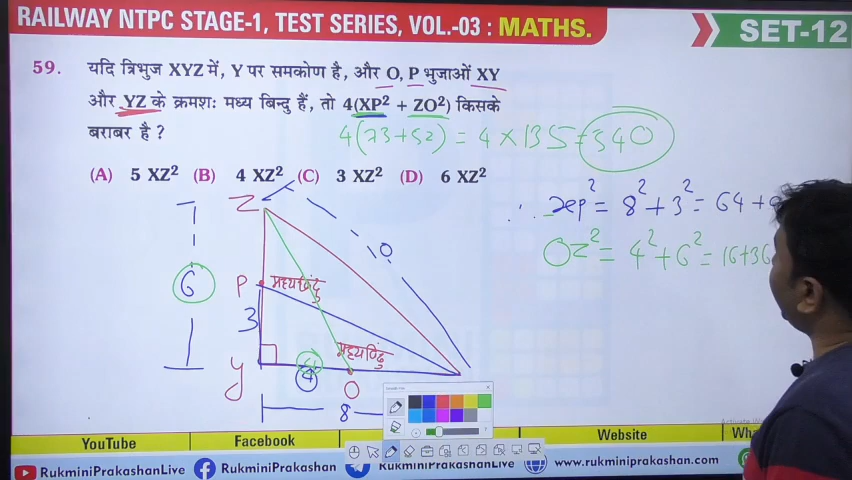 RAILWAY NTPC STAGE-1, TEST SERIES, VOL.-03 : MATHS.
SET-12
59. यदि त्रिभुज XYZ में, Y पर समकोण है, और O, P भुजाओं XY
और YZ के क्रमशः मध्य बिन्दु हैं, तो 4(XP² + ZO²) किसके
बराबर है ?
4(73+52) = 4×135=540
(A) 5 XZ² (B) 4 XZ² (C) 3 XZ² (D) 6 XZ²
∴ xp² = 8² + 3² = 64+9
OZ² = 4² + 6² = 16+36
Z
6
P
मध्यबिंदु
3
मध्यबिंदु
y
4
O
8
YouTube
Facebook
Website
RukminiPrakashanLive
RukminiPrakashan
www.rukminiprakashan.com